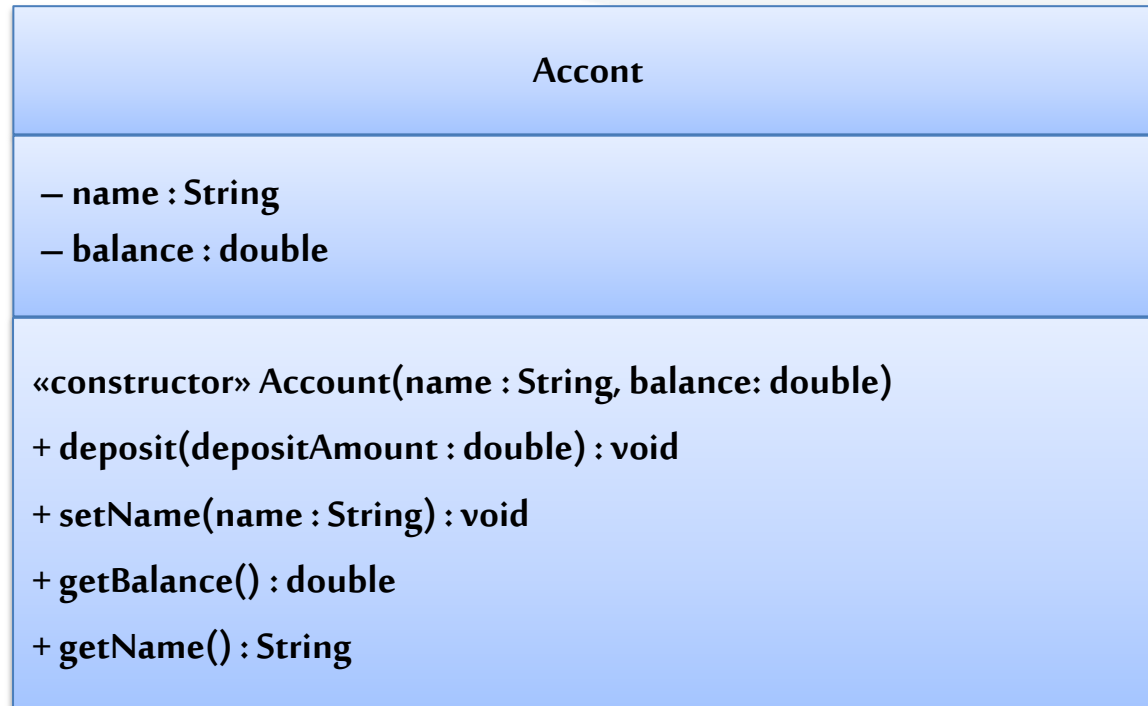 Accont
– name : String
– balance : double
«constructor» Account(name : String, balance: double)
+ deposit(depositAmount : double) : void
+ setName(name : String) : void
+ getBalance() : double
+ getName() : String